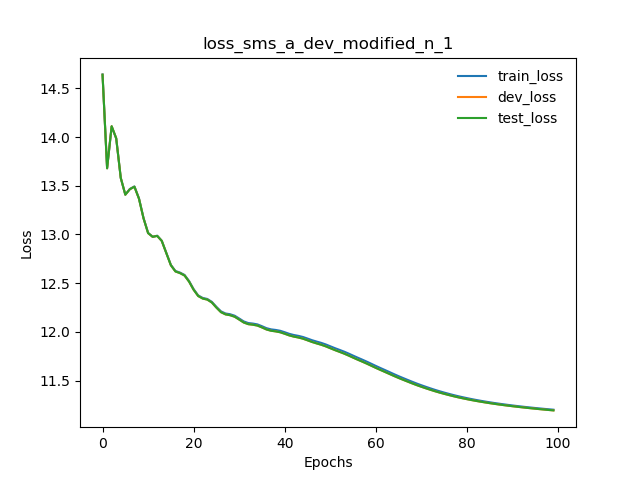 loss_sms_a_dev_modified_n_1
train_loss
dev_loss
test_loss
14.5
14.0
13.5
13.0
12.5
12.0
11.5
Loss
0 20 40 60 80 100
Epochs